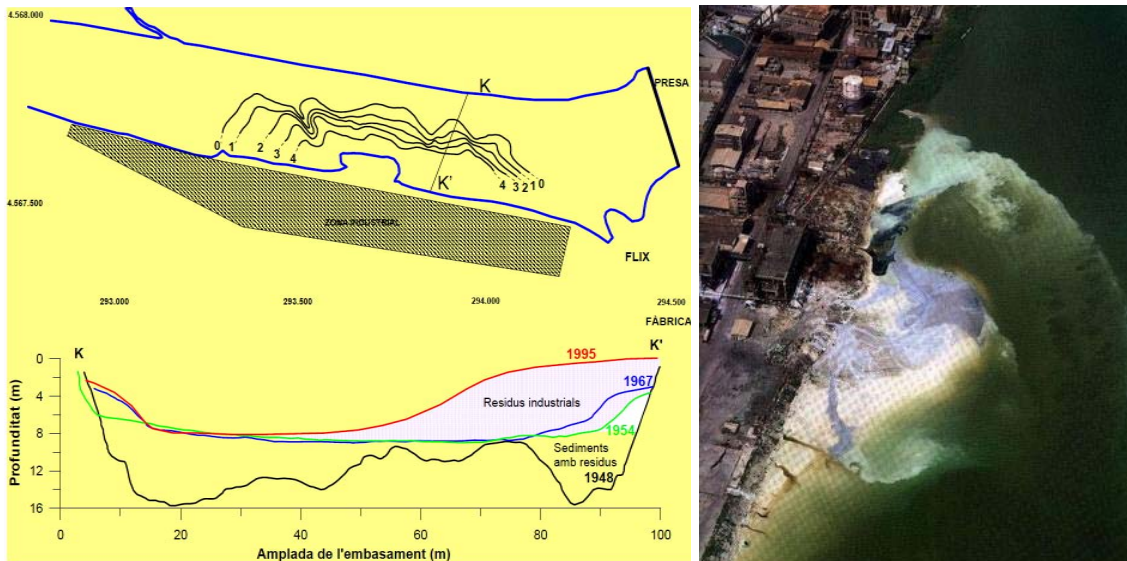 4.568.000
K
PRESA
0 1 2 3 4
4 3 2 1 0
K'
4.567.500
ZONA INDUSTRIAL
FLIX
293.000
293.500
294.000
294.500
FÀBRICA
K
K'
0
4
8
12
16
Profunditat (m)
1995
1967
Residus industrials
1954
Sediments
amb residus
1948
0 20 40 60 80 100
Amplada de l'embasament (m)